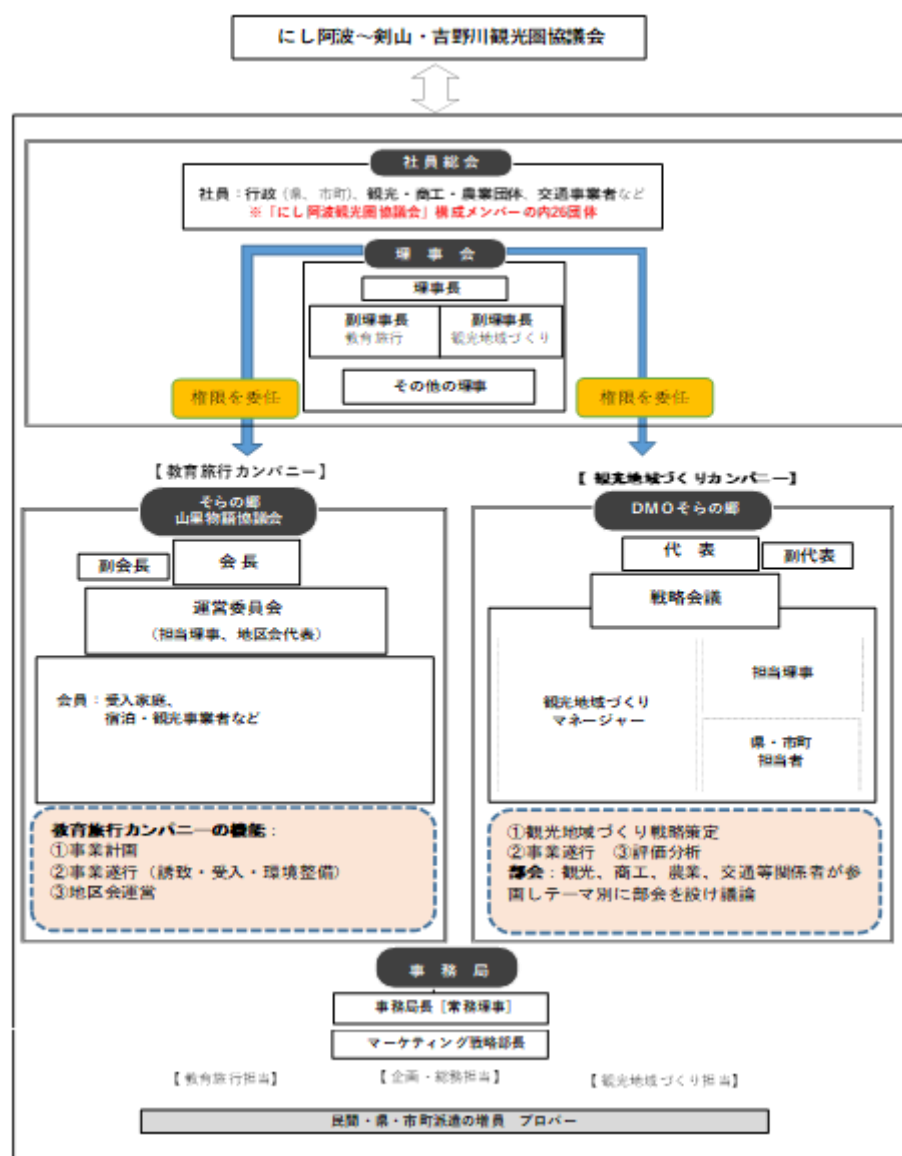 にし阿波～剣山・吉野川観光圏協議会
社員総会
社員：行政（県、市町）、観光・商工・農業団体、交通事業者など
※「にし阿波観光圏協議会」構成メンバーの内26団体
理事会
理事長
副理事長
教育旅行
副理事長
観光地域づくり
その他の理事
権限を委任
権限を委任
【教育旅行カンパニー】
そらの郷
山里物語協議会
副会長
会長
運営委員会
（担当理事、地区会代表）
会員：受入家庭、
宿泊・観光事業者など
教育旅行カンパニーの機能：
①事業計画
②事業遂行（誘致・受入・環境整備）
③地区会運営
【観光地域づくりカンパニー】
DMOそらの郷
代表
副代表
戦略会議
観光地域づくり
マネージャー
担当理事
県・市町
担当者
①観光地域づくり戦略策定
②事業遂行　③評価分析
部会：観光、商工、農業、交通等関係者が参
画しテーマ別に部会を設け議論
事務局
事務局長［常務理事］
マーケティング戦略部長
【教育旅行担当】
【企画・総務担当】
【観光地域づくり担当】
民間・県・市町派遣の増員　プロパー